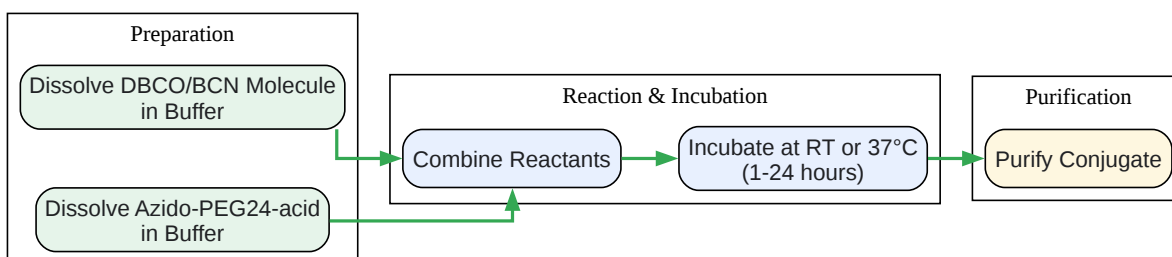 Preparation
Dissolve DBCO/BCN Molecule
in Buffer
Dissolve Azido-PEG24-acid
in Buffer
Reaction & Incubation
Combine Reactants
Incubate at RT or 37°C
(1-24 hours)
Purification
Purify Conjugate